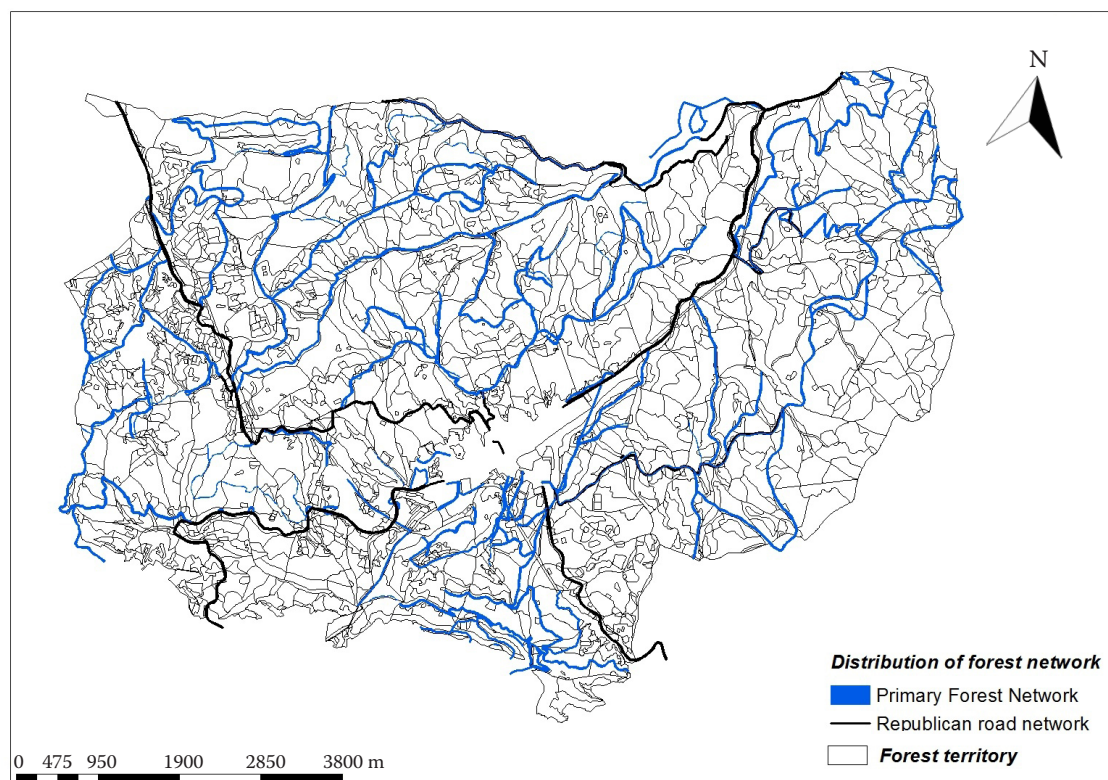 N
Distribution of forest network
Primary Forest Network
Republican road network
Forest territory
0 475 950 1900 2850 3800 m